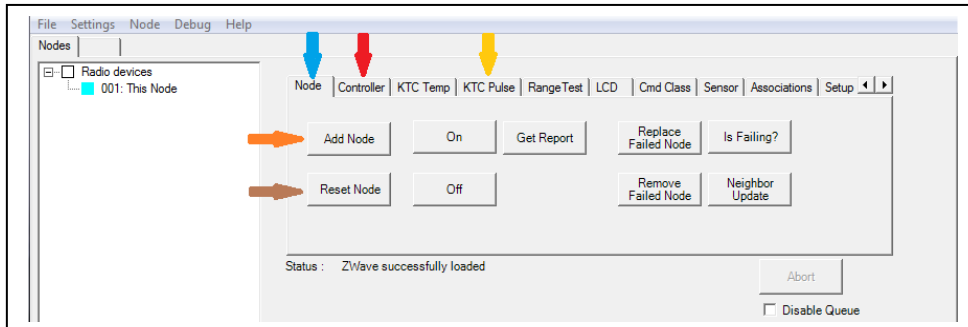 File Settings Node Debug Help
Nodes
Radio devices
001: This Node
Node Controller KTC Temp KTC Pulse RangeTest LCD Cmd Class Sensor Associations Setup
Add Node On Get Report Replace Failed Node Is Failing?
Reset Node Off Remove Failed Node Neighbor Update
Status : ZWave successfully loaded
Abort
Disable Queue